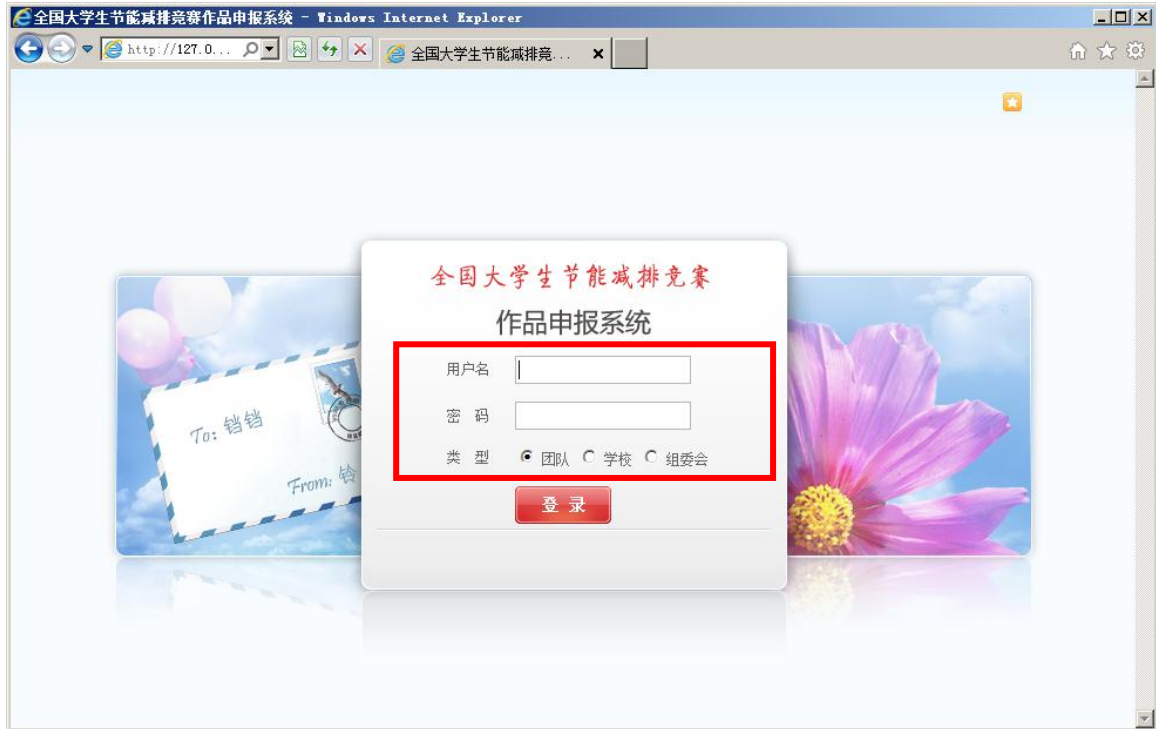 全国大学生节能减排竞赛作品申报系统 - Windows Internet Explorer
http://127.0...
全国大学生节能减排竞...
全国大学生节能减排竞赛
作品申报系统
用户名
密 码
类 型 团队 学校 组委会
登 录
To: 铛铛
From: 铃